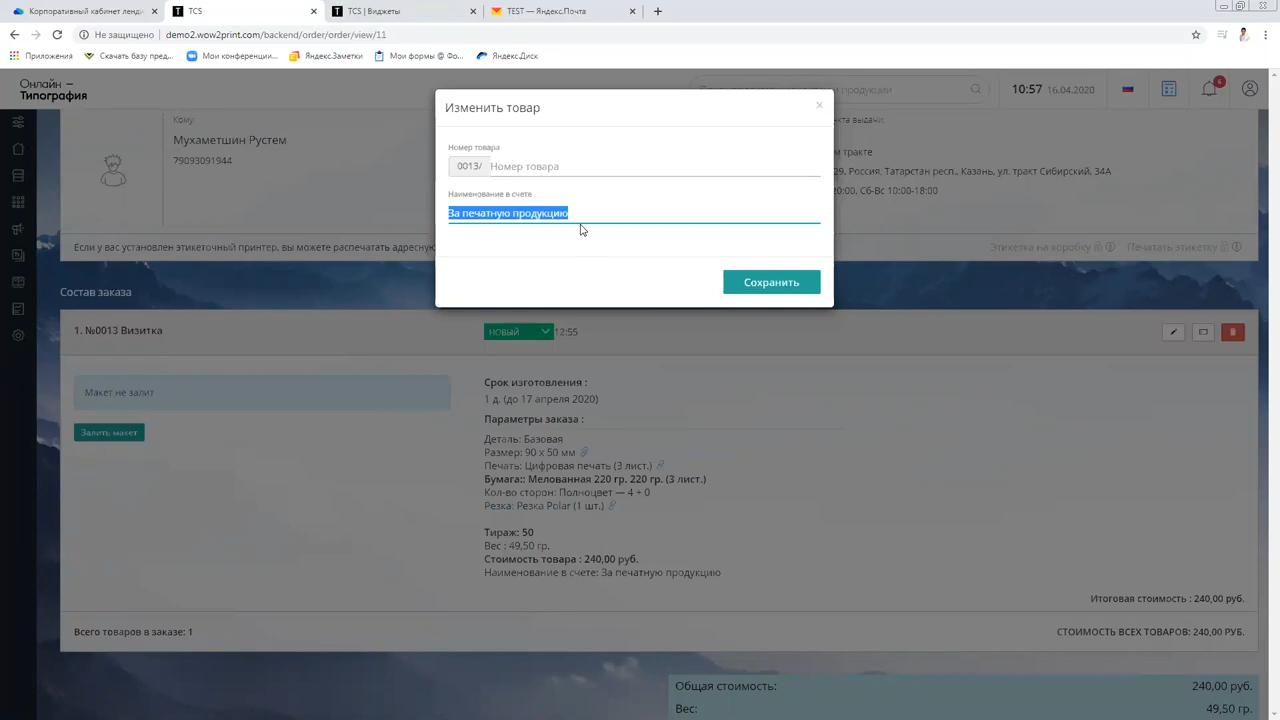 Корпоративный кабинет ленди
TCS
TCS | Виджеты
TEST — Яндекс.Почта
Не защищено | demo2.wow2print.com/backend/order/order/view/11
Приложения
Скачать базу пред...
Мои конференции...
Яндекс.Заметки
Мои формы @ Фо...
Яндекс.Диск
Онлайн —
Типография
10:57 16.04.2020
6
Изменить товар
×
Номер товара
0013/ Номер товара
Наименование в счете
За печатную продукцию
Сохранить
Кому:
Мухаметшин Рустем
79093091944
кта выдачи:
м тракте
29, Россия, Татарстан респ., Казань, ул. тракт Сибирский, 34А
20:00, Сб-Вс 10:00-18:00
Если у вас установлен этикеточный принтер, вы можете распечатать адресную
Этикетка на коробку
Печатать этикетку
Состав заказа
1. №0013 Визитка
НОВЫЙ
12:55
Макет не залит
Залить макет
Срок изготовления :
1 д. (до 17 апреля 2020)
Параметры заказа :
Деталь: Базовая
Размер: 90 x 50 мм
Печать: Цифровая печать (3 лист.)
Бумага:: Мелованная 220 гр. 220 гр. (3 лист.)
Кол-во сторон: Полноцвет — 4 + 0
Резка: Резка Polar (1 шт.)
Тираж: 50
Вес : 49,50 гр.
Стоимость товара : 240,00 руб.
Наименование в счете: За печатную продукцию
Итоговая стоимость : 240,00 РУБ.
Всего товаров в заказе: 1
СТОИМОСТЬ ВСЕХ ТОВАРОВ: 240,00 РУБ.
Общая стоимость: 240,00 руб.
Вес: 49,50 гр.